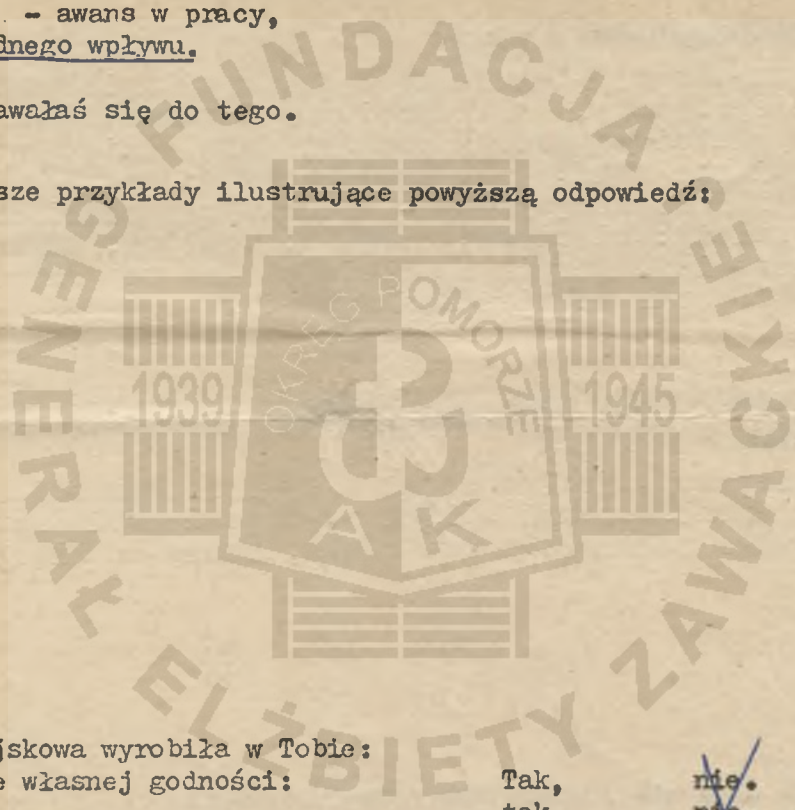 . - awans w pracy,
dnego wpływu.
awałaś się do tego.
sze przykłady ilustrujące powyższą odpowiedź:
FUNDACJA GENERAŁ ELŻBIETY ZAWACKIEJ
OKRĘG POMORZE
1939
1945
AK
jskowa wyrobiła w Tobie:
e własnej godności: Tak, nie.
tak